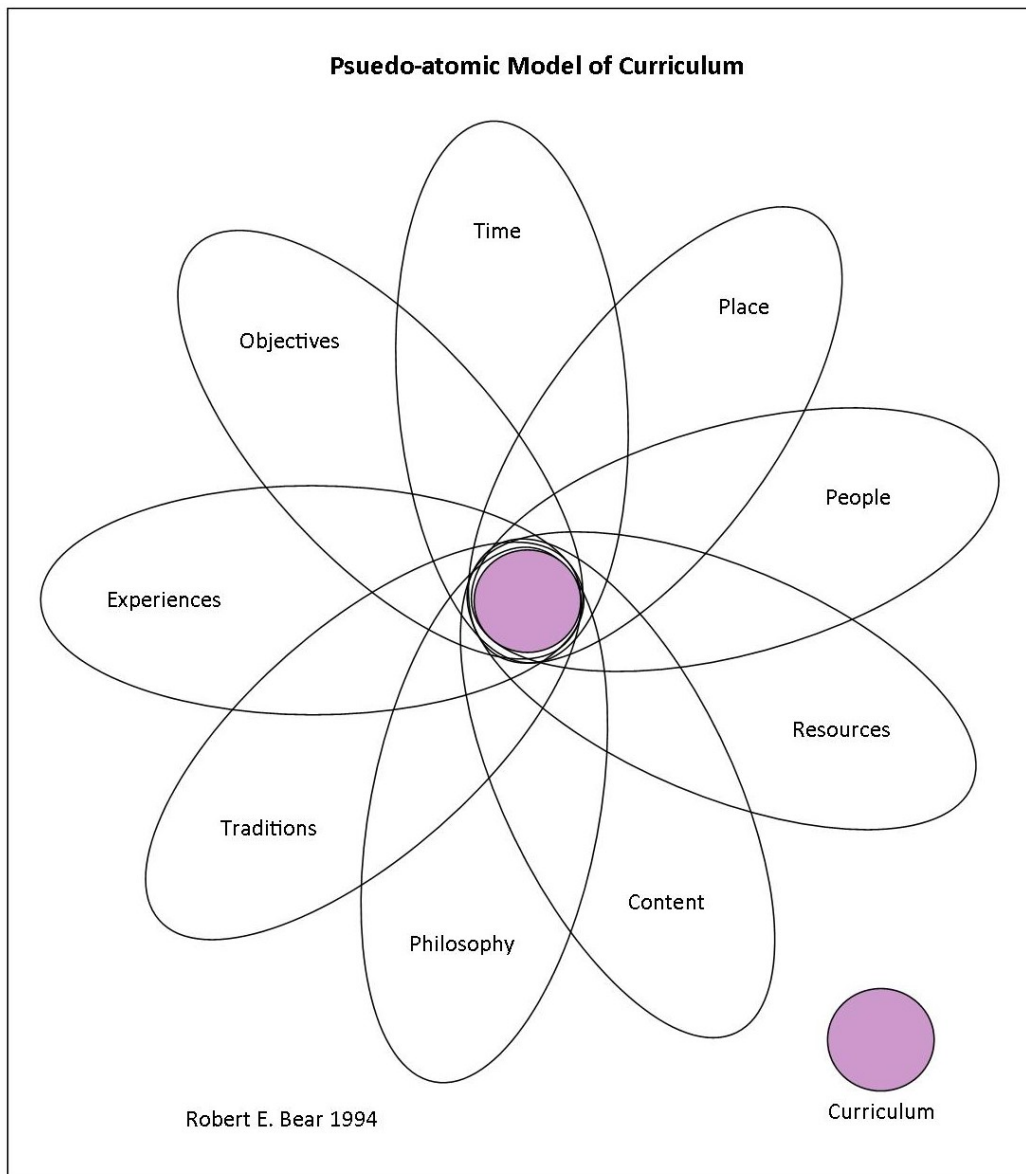 Psuedo-atomic Model of Curriculum
Time
Place
Objectives
People
Experiences
Resources
Traditions
Content
Philosophy
Curriculum
Robert E. Bear 1994